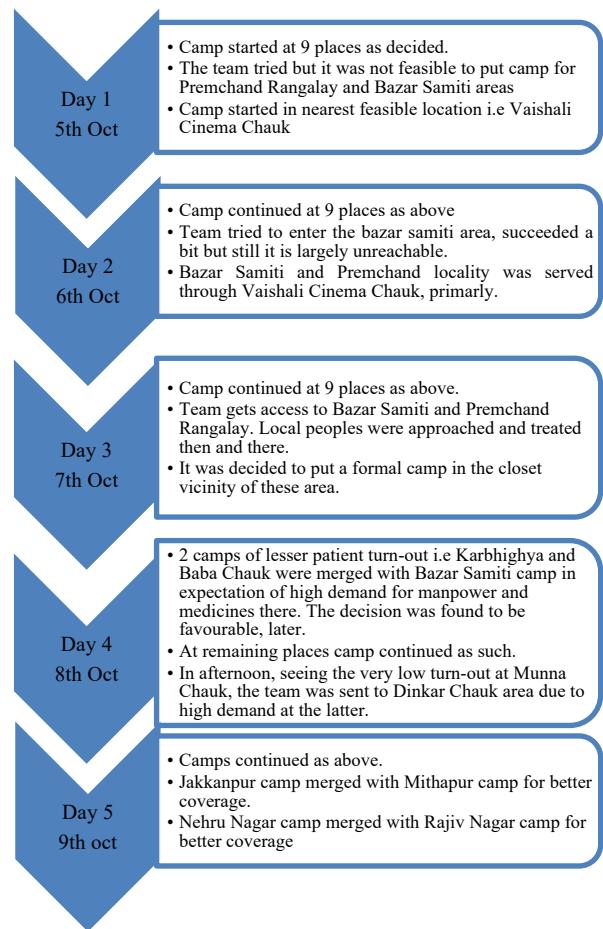 Day 1
5th Oct
• Camp started at 9 places as decided.
• The team tried but it was not feasible to put camp for
Premchand Rangalay and Bazar Samiti areas
• Camp started in nearest feasible location i.e Vaishali
Cinema Chauk
Day 2
6th Oct
• Camp continued at 9 places as above
• Team tried to enter the bazar samiti area, succeeded a
bit but still it is largely unreachable.
• Bazar Samiti and Premchand locality was served
through Vaishali Cinema Chauk, primarly.
Day 3
7th Oct
• Camp continued at 9 places as above.
• Team gets access to Bazar Samiti and Premchand
Rangalay. Local peoples were approached and treated
then and there.
• It was decided to put a formal camp in the closet
vicinity of these area.
Day 4
8th Oct
• 2 camps of lesser patient turn-out i.e Karbhighya and
Baba Chauk were merged with Bazar Samiti camp in
expectation of high demand for manpower and
medicines there. The decision was found to be
favourable, later.
• At remaining places camp continued as such.
• In afternoon, seeing the very low turn-out at Munna
Chauk, the team was sent to Dinkar Chauk area due to
high demand at the latter.
Day 5
9th oct
• Camps continued as above.
• Jakkanpur camp merged with Mithapur camp for better
coverage.
• Nehru Nagar camp merged with Rajiv Nagar camp for
better coverage